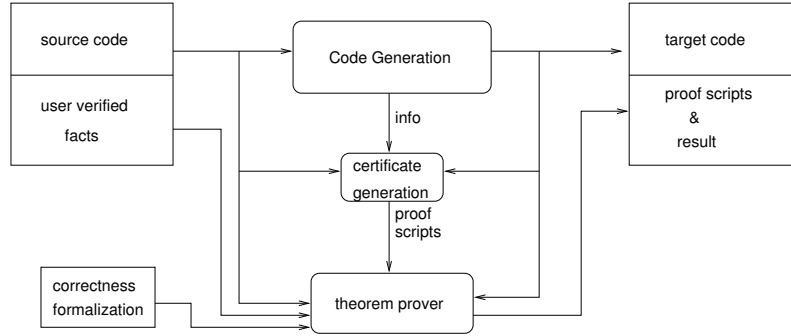 source code
user verified
facts
Code Generation
info
certificate
generation
proof
scripts
theorem prover
correctness
formalization
target code
proof scripts
&
result